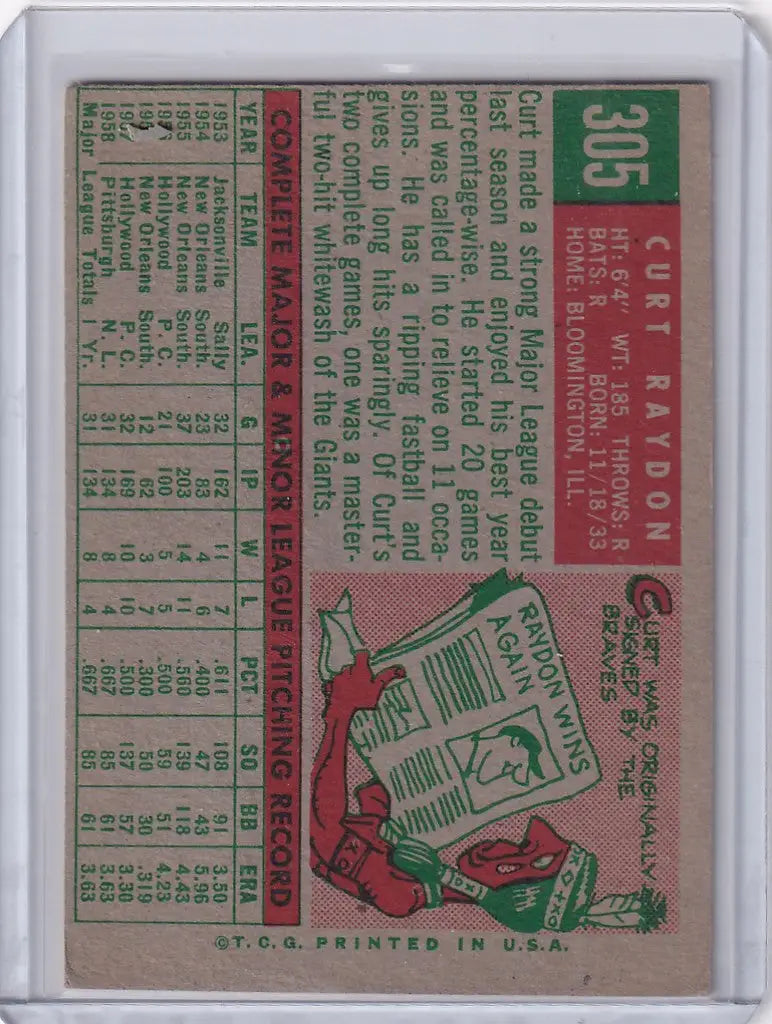 305
CURT RAYDON
HT: 6'4" WT: 185 THROWS: R
BATS: R BORN: 11/18/33
HOME: BLOOMINGTON, ILL.
Curt made a strong Major League debut
last season and enjoyed his best year
percentage-wise. He started 20 games
and was called in to relieve on 11 occa-
sions. He has a ripping fastball and
gives up long hits sparingly. Of Curt's
two complete games, one was a master-
ful two-hit whitewash of the Giants.
CURT WAS ORIGINALLY
SIGNED BY THE
BRAVES
RAYDON WINS
AGAIN
COMPLETE MAJOR & MINOR LEAGUE PITCHING RECORD
YEAR TEAM LEA. G IP W L PCT. SO BB ERA
1953 Jacksonville Sally 32 162 11 7 .611 108 91 3.50
1954 New Orleans South. 23 83 4 6 .400 47 43 5.96
1955 New Orleans South. 37 203 14 11 .560 139 118 4.43
Hollywood P. C. 21 100 5 5 .500 59 51 4.23
New Orleans South. 12 62 3 7 .300 50 30 .319
Hollywood P. C. 32 169 10 10 .500 137 57 3.30
1958 Pittsburgh N. L. 31 134 8 4 .667 85 61 3.63
Major League Totals 1 Yr. 31 134 8 4 .667 85 61 3.63
©T. C. G. PRINTED IN U.S.A.